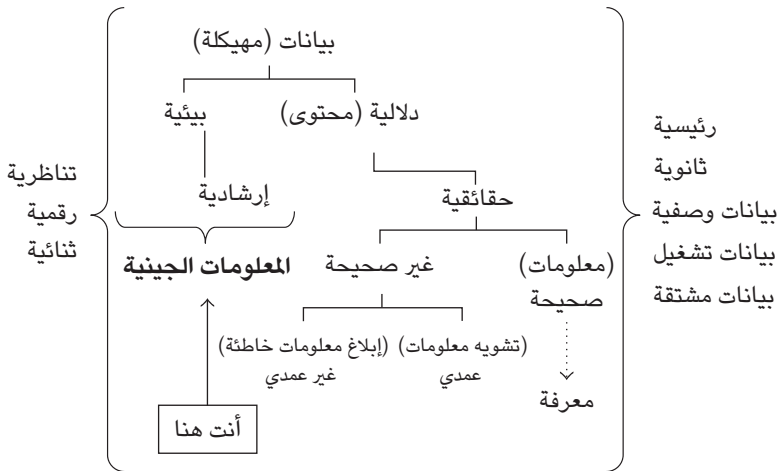 بيانات (مهيكلة)
دلالية (محتوى)
بيئية
حقائقية
إرشادية
المعلومات الجينية
(معلومات)
صحيحة
غير صحيحة
(تشويه معلومات)
عمدي
(إبلاغ معلومات خاطئة)
غير عمدي
معرفة
أنت هنا
رئيسية
ثانوية
بيانات وصفية
بيانات تشغيل
بيانات مشتقة
تناظرية
رقمية
ثنائية